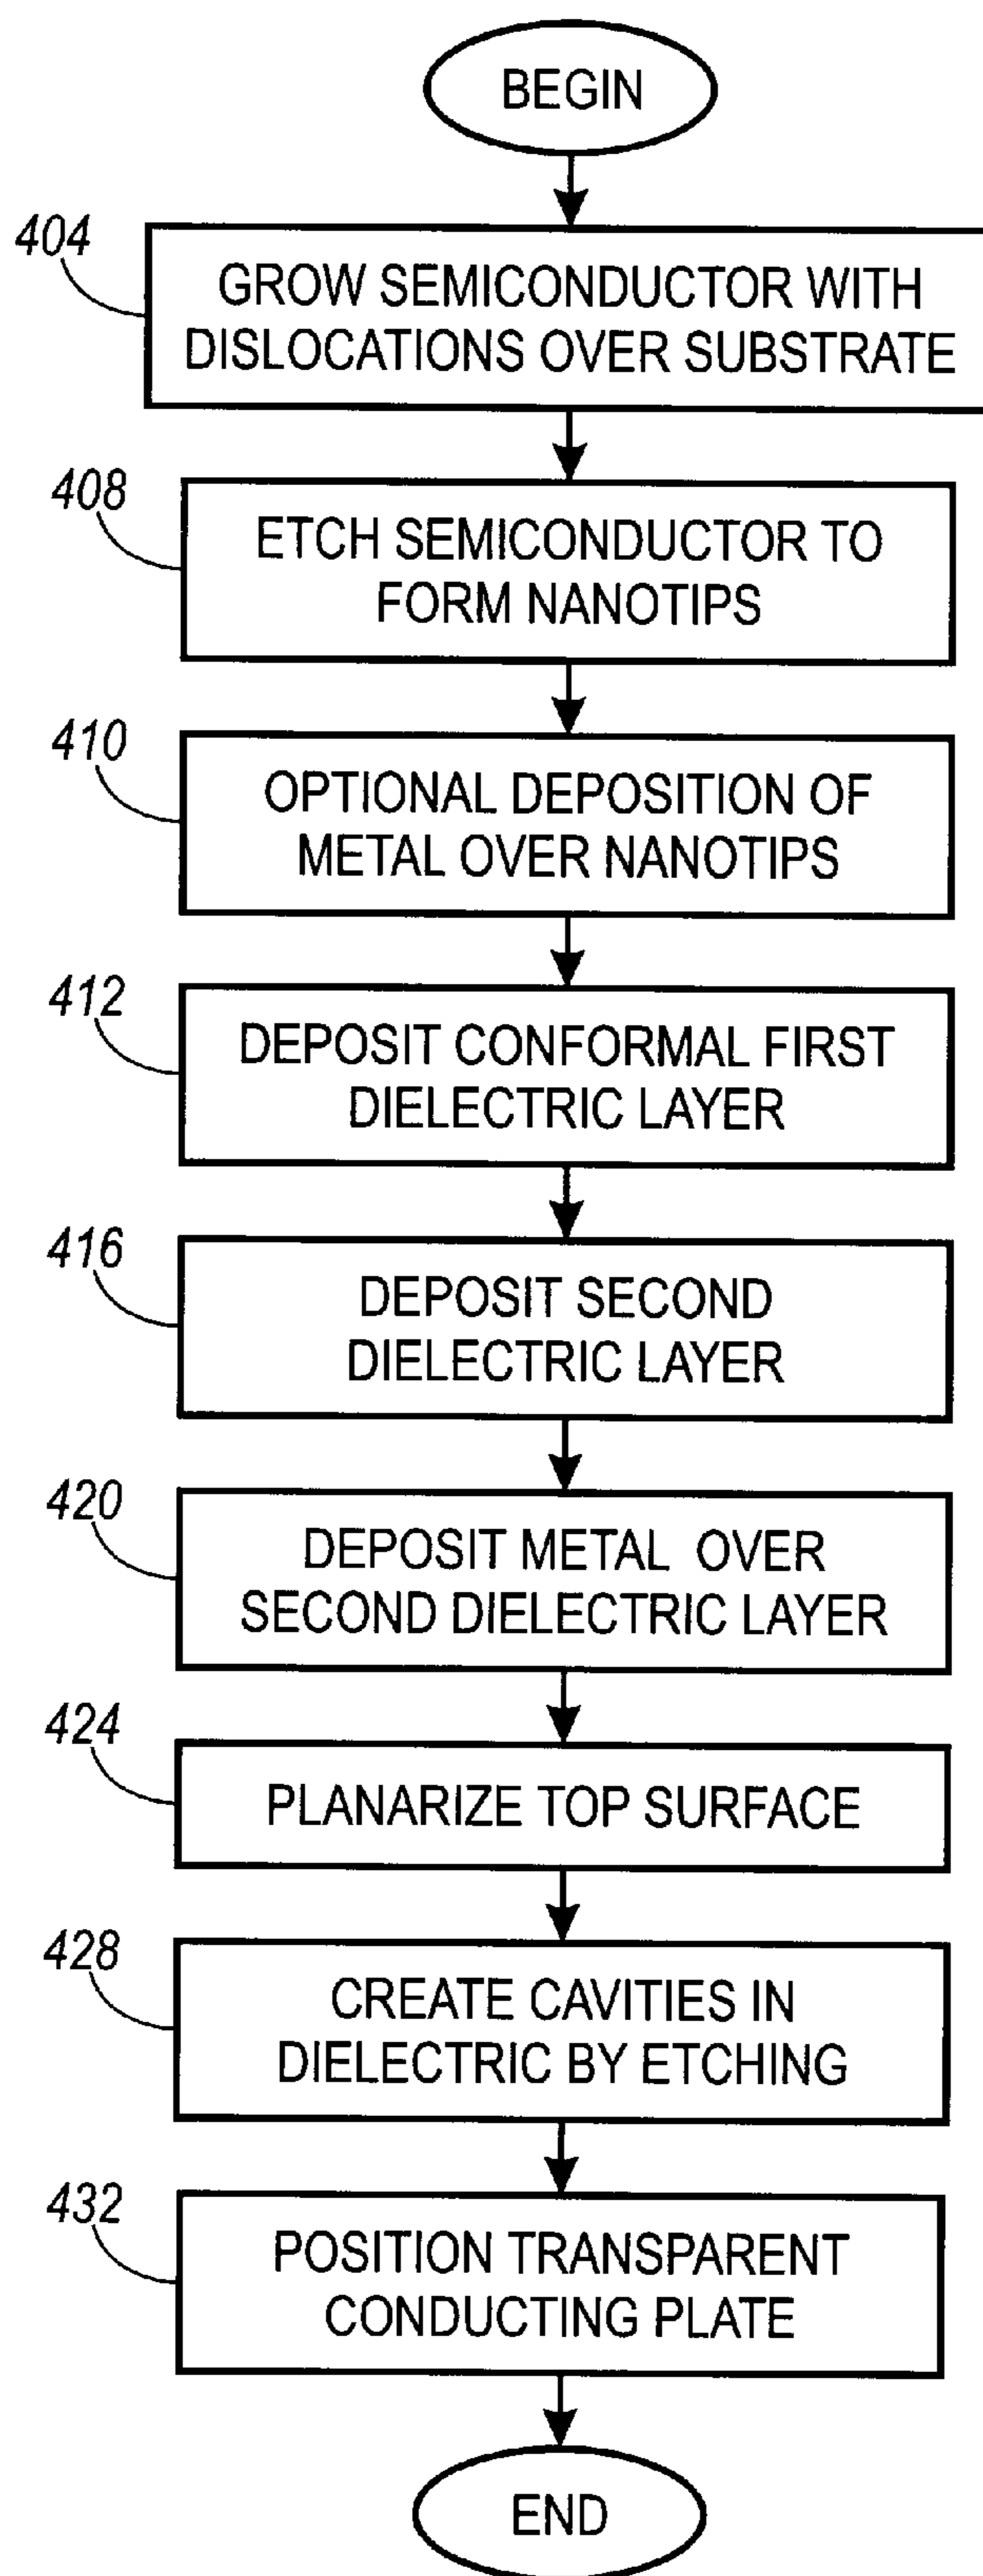 BEGIN
404
GROW SEMICONDUCTOR WITH
DISLOCATIONS OVER SUBSTRATE
408
ETCH SEMICONDUCTOR TO
FORM NANOTIPS
410
OPTIONAL DEPOSITION OF
METAL OVER NANOTIPS
412
DEPOSIT CONFORMAL FIRST
DIELECTRIC LAYER
416
DEPOSIT SECOND
DIELECTRIC LAYER
420
DEPOSIT METAL OVER
SECOND DIELECTRIC LAYER
424
PLANARIZE TOP SURFACE
428
CREATE CAVITIES IN
DIELECTRIC BY ETCHING
432
POSITION TRANSPARENT
CONDUCTING PLATE
END